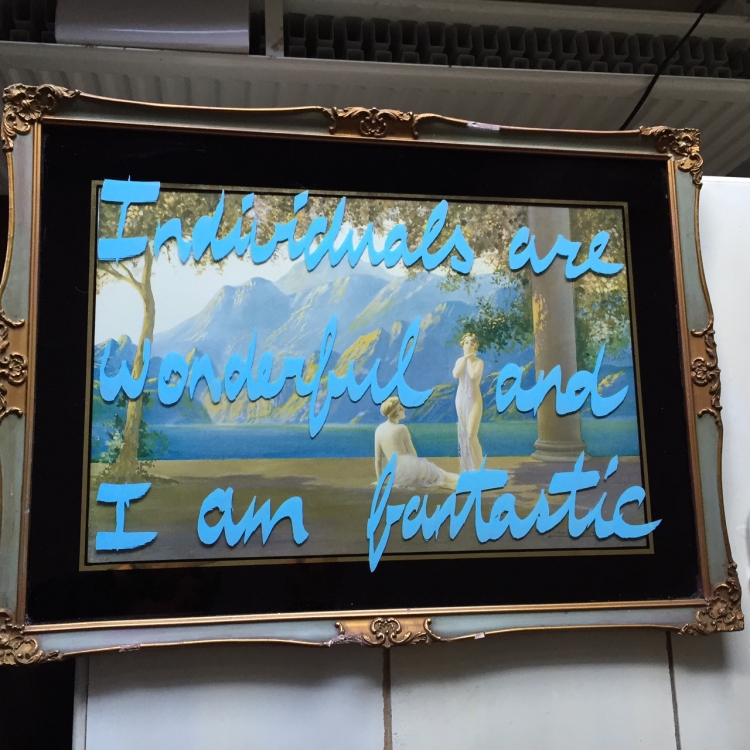 Individuals are
wonderful and
I am fantastic